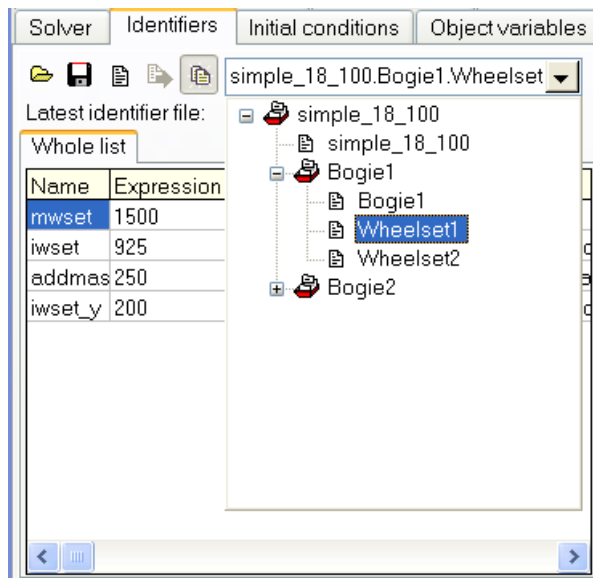 Solver Identifiers Initial conditions Object variables
simple_18_100.Bogie1.Wheelset
Latest identifier file:
simple_18_100
simple_18_100
Whole list
Bogie1
Name Expression
Bogie1
mwset 1500
Wheelset1
iwset 925
Wheelset2
addmas 250
Bogie2
iwset_y 200